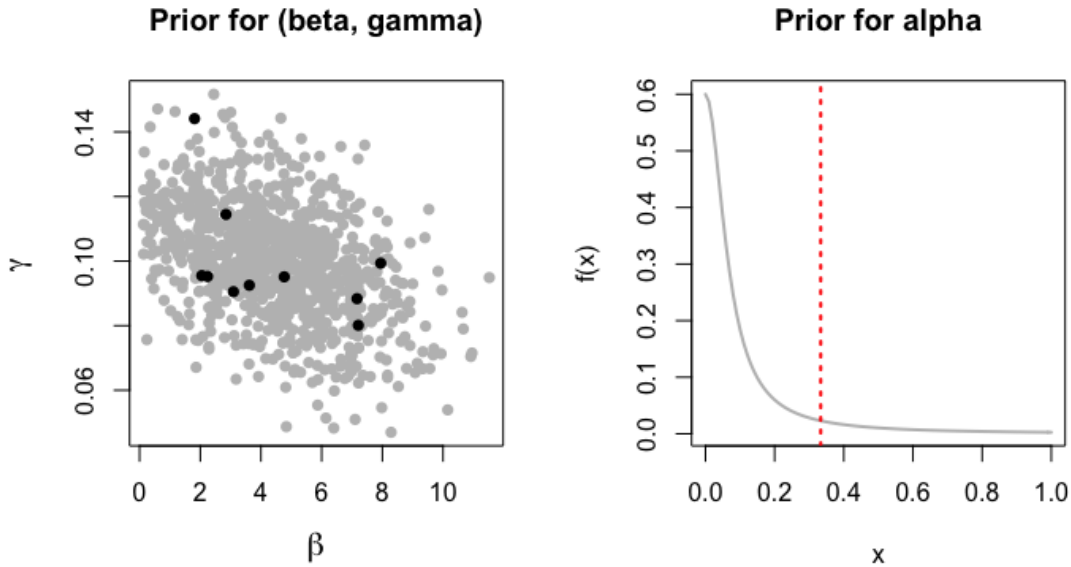 Prior for (beta, gamma)
γ
0.14
0.10
0.06
0 2 4 6 8 10
β
Prior for alpha
f(x)
0.6
0.5
0.4
0.3
0.2
0.1
0.0
0.0 0.2 0.4 0.6 0.8 1.0
x